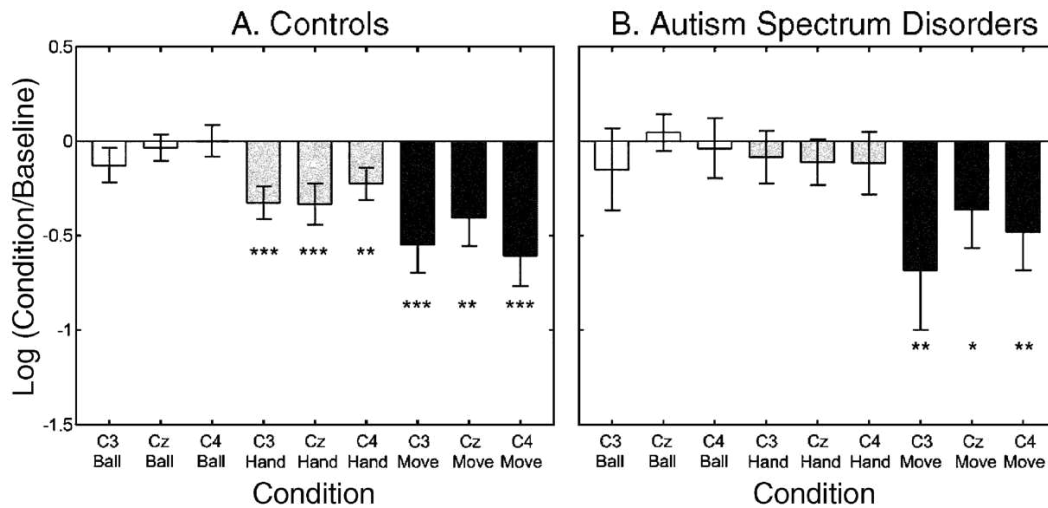 A. Controls
B. Autism Spectrum Disorders
Log (Condition/Baseline)
0.5
0
-0.5
-1
-1.5
*** *** ** *** ** ***
** * **
C3 Cz C4 C3 Cz C4 C3 Cz C4
Ball Ball Ball Hand Hand Hand Move Move Move
Condition
C3 Cz C4 C3 Cz C4 C3 Cz C4
Ball Ball Ball Hand Hand Hand Move Move Move
Condition